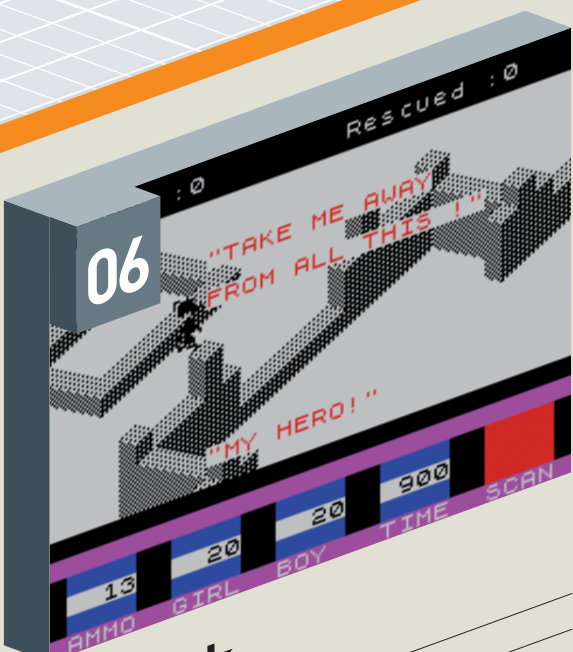 Rescued :0
:0
06
"TAKE ME AWAY
FROM ALL THIS !"
"MY HERO!"
13
20
20
900
AMMO
GIRL
BOY
TIME
SCAN